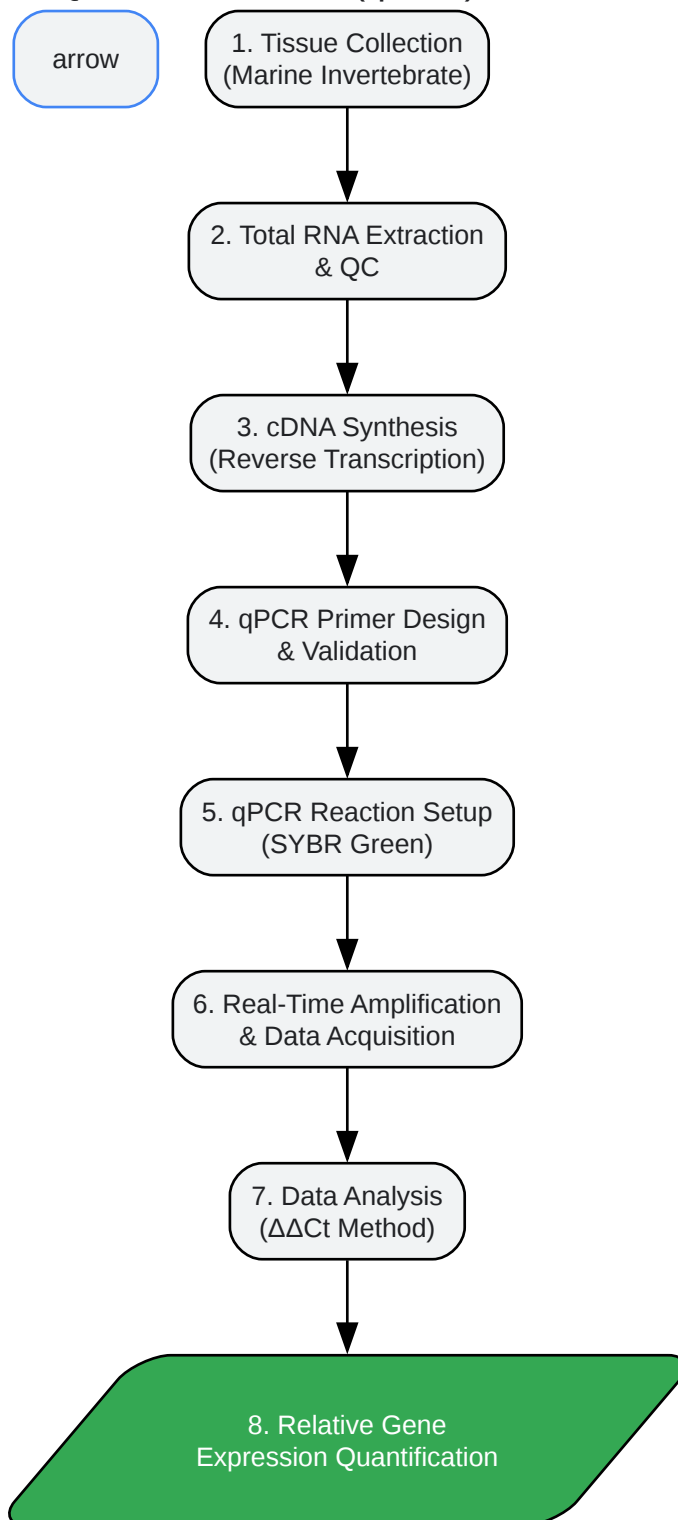 arrow
1. Tissue Collection
(Marine Invertebrate)
2. Total RNA Extraction
& QC
3. cDNA Synthesis
(Reverse Transcription)
4. qPCR Primer Design
& Validation
5. qPCR Reaction Setup
(SYBR Green)
6. Real-Time Amplification
& Data Acquisition
7. Data Analysis
(ΔΔCt Method)
8. Relative Gene
Expression Quantification